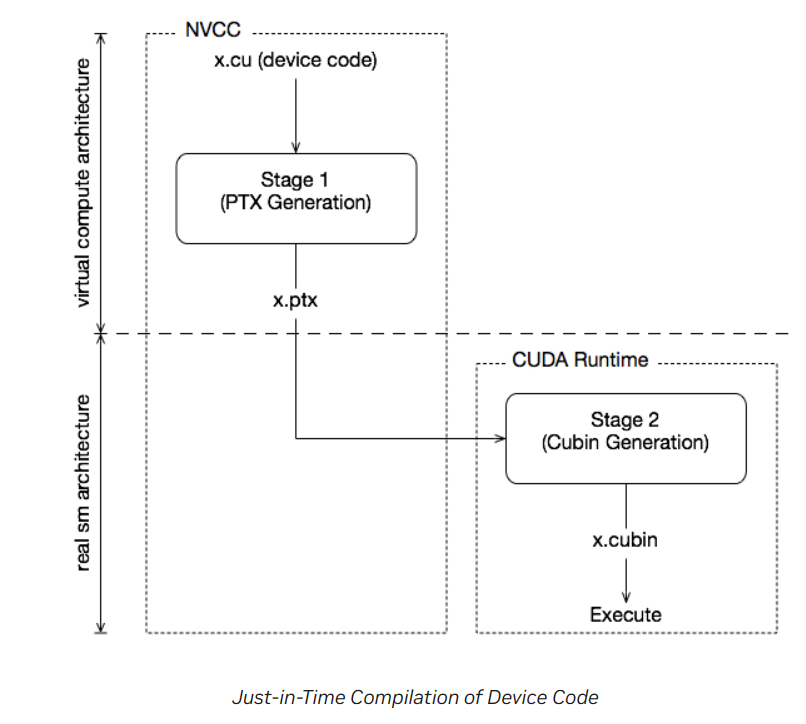 NVCC
x.cu (device code)
virtual compute architecture
Stage 1
(PTX Generation)
x.ptx
real sm architecture
CUDA Runtime
Stage 2
(Cubin Generation)
x.cubin
Execute
Just-in-Time Compilation of Device Code